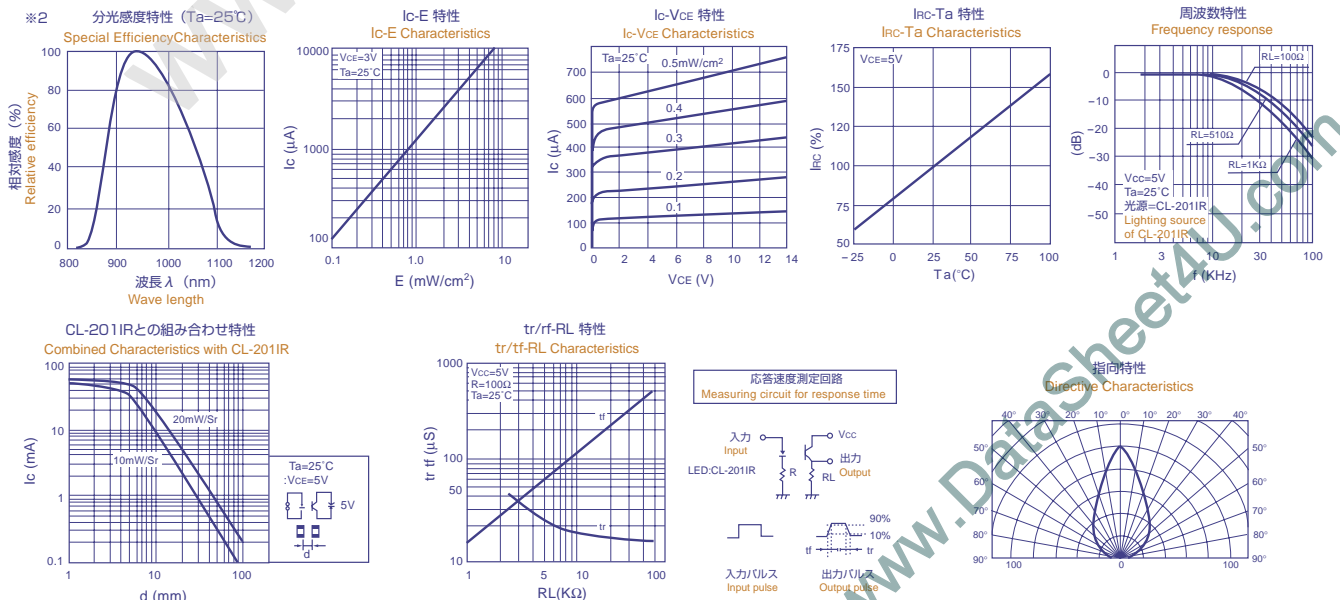 ※2
分光感度特性（Ta=25℃）
Special EfficiencyCharacteristics
相対感度（%）
Relative efficiency
100
80
60
40
20
0
800 900 1000 1100 1200
波長λ（nm）
Wave length
Ic-E 特性
Ic-E Characteristics
VCE=3V
Ta=25˚C
Ic (μA)
10000
1000
100
0.1 1.0 10
E (mW/cm²)
Ic-VCE 特性
Ic-VCE Characteristics
Ta=25˚C
0.5mW/cm²
0.4
0.3
0.2
0.1
Ic (μA)
700
600
500
400
300
200
100
0
0 2 4 6 8 10 12 14
VCE (V)
IRC-Ta 特性
IRC-Ta Characteristics
VCE=5V
IRC (%)
175
150
120
100
75
50
−25 0 25 50 75 100
Ta(°C)
周波数特性
Frequency response
RL=100Ω
RL=510Ω
RL=1KΩ
(dB)
0
−10
−20
−30
−40
−50
Vcc=5V
Ta=25˚C
光源=CL-201IR
Lighting source
of CL-201IR
1 3 10 30 100
f (KHz)
CL-201IRとの組み合わせ特性
Combined Characteristics with CL-201IR
Ic (mA)
100
10
1
0.1
20mW/Sr
10mW/Sr
1 10 100
d (mm)
Ta=25˚C
:VCE=5V
5V
d
tr/rf-RL 特性
tr/tf-RL Characteristics
Vcc=5V
R=100Ω
Ta=25˚C
tr tf (μS)
1000
100
50
10
tf
tr
1 5 10 100
RL(KΩ)
応答速度測定回路
Measuring circuit for response time
入力
Input
LED:CL-201IR
R
RL
Vcc
出力
Output
90%
10%
tf tr
入力パルス
Input pulse
出力パルス
Output pulse
指向特性
Directive Characteristics
40° 30° 20° 10° 0° 10° 20° 30° 40°
50° 50°
60° 60°
70° 70°
80° 80°
90° 90°
100 0 100
www.DataSheet4U.com